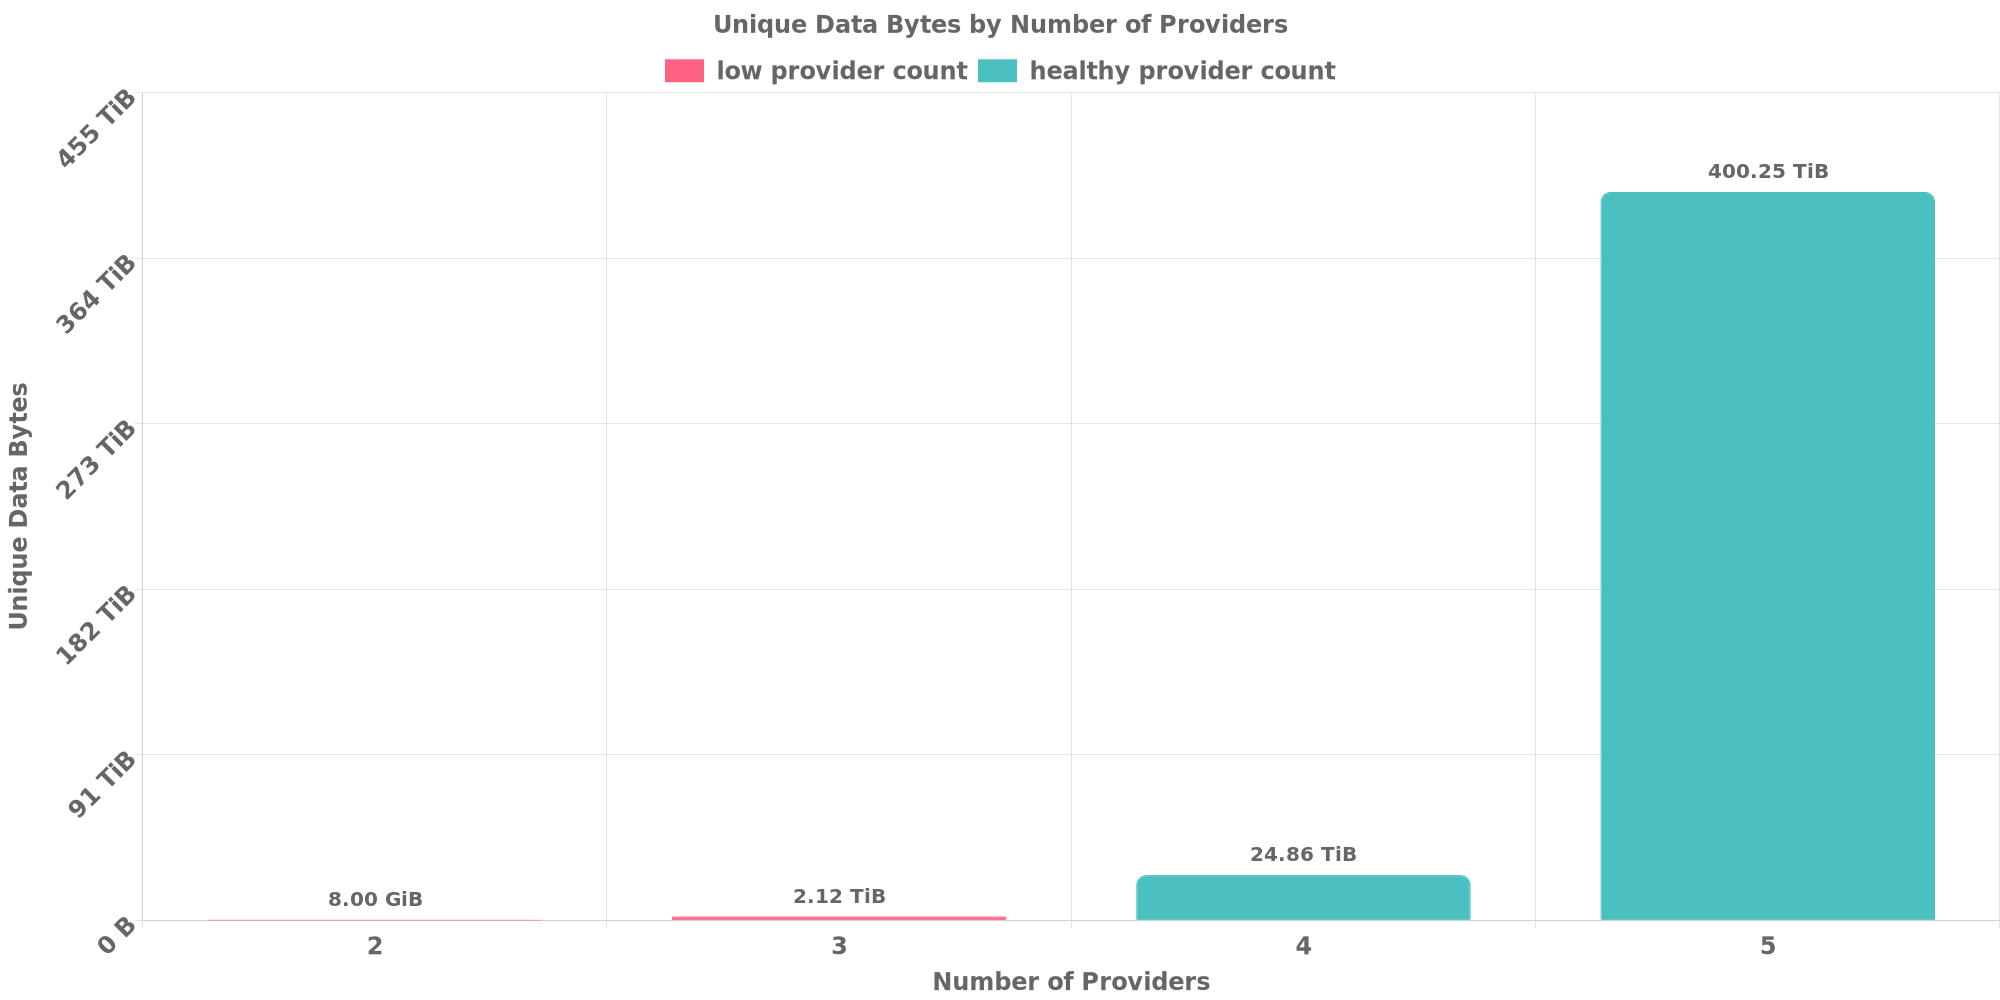 Unique Data Bytes by Number of Providers
low provider count healthy provider count
455 TiB
400.25 TiB
364 TiB
273 TiB
Unique Data Bytes
182 TiB
91 TiB
24.86 TiB
8.00 GiB 2.12 TiB
0 B
2 3 4 5
Number of Providers